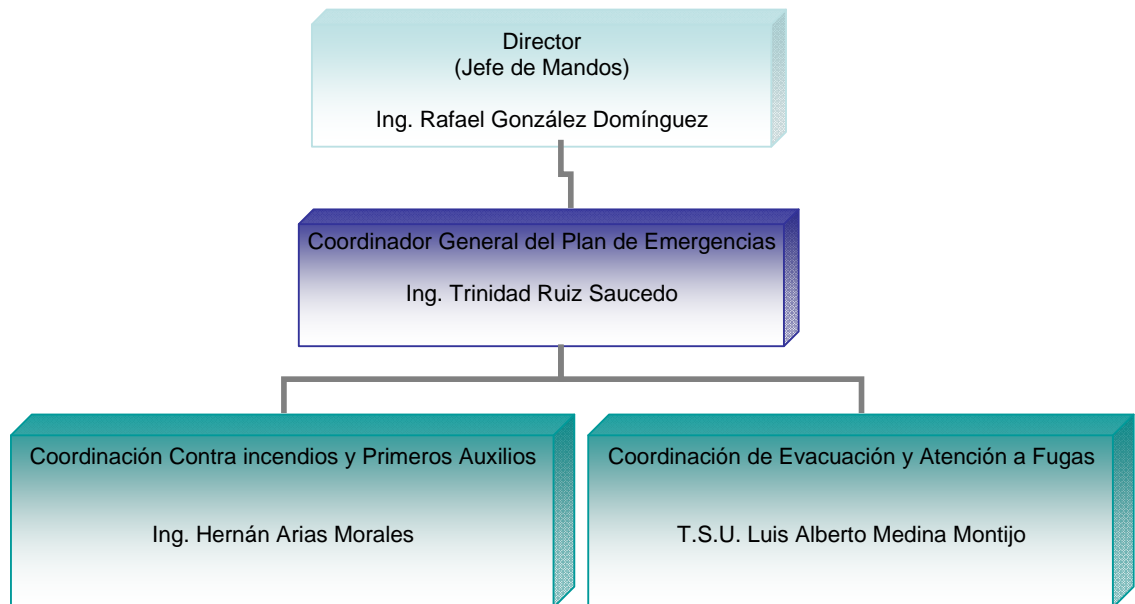 Director
(Jefe de Mandos)
Ing. Rafael González Domínguez
Coordinador General del Plan de Emergencias
Ing. Trinidad Ruiz Saucedo
Coordinación Contra incendios y Primeros Auxilios
Ing. Hernán Arias Morales
Coordinación de Evacuación y Atención a Fugas
T.S.U. Luis Alberto Medina Montijo